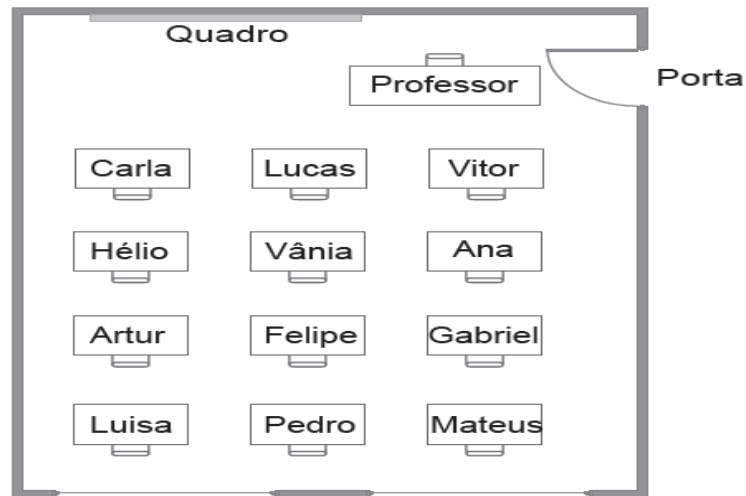 Quadro
Professor
Porta
Carla Lucas Vitor
Hélio Vânia Ana
Artur Felipe Gabriel
Luisa Pedro Mateus